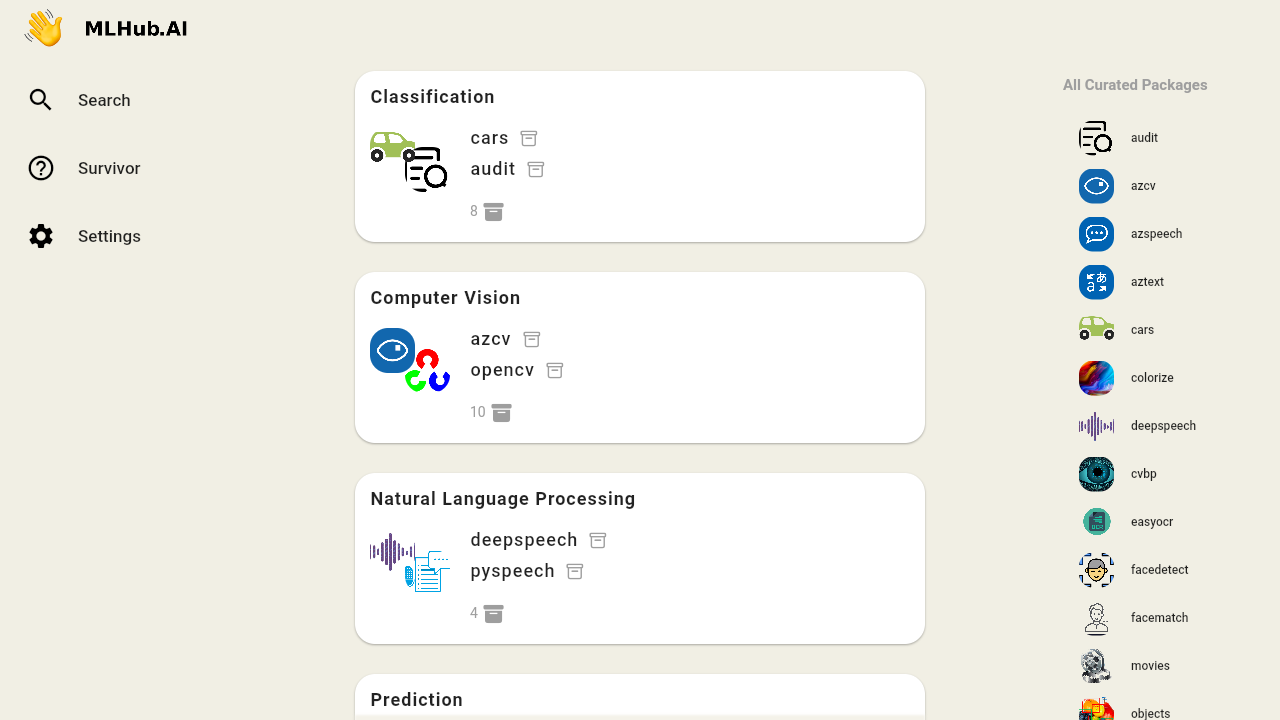 MLHub.AI
Search
Survivor
Settings
Classification
cars
audit
8
Computer Vision
azcv
opencv
10
Natural Language Processing
deepspeech
pyspeech
4
Prediction
All Curated Packages
audit
azcv
azspeech
aztext
cars
colorize
deepspeech
cvbp
easyocr
facedetect
facematch
movies
objects